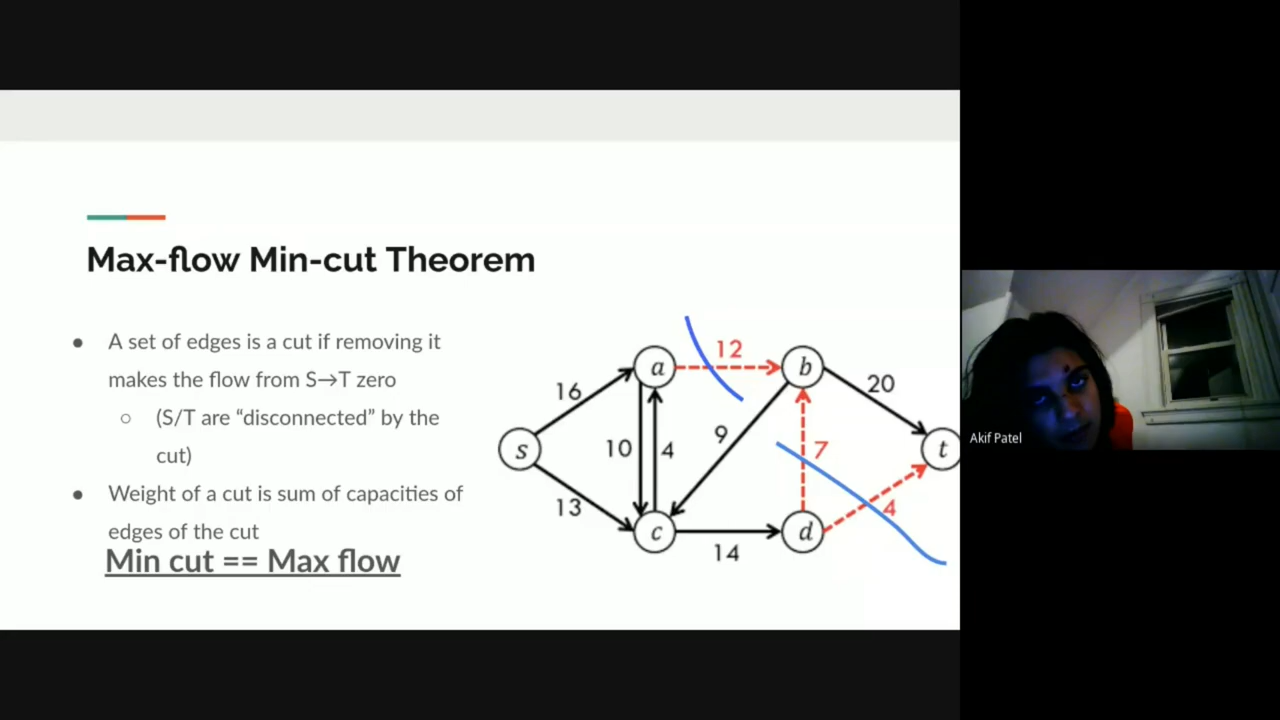 Max-flow Min-cut Theorem
● A set of edges is a cut if removing it
makes the flow from S→T zero
○ (S/T are “disconnected” by the
cut)
● Weight of a cut is sum of capacities of
edges of the cut
Min cut == Max flow
12
a
b
16
20
s
10
4
9
7
t
13
4
c
d
14
Akif Patel